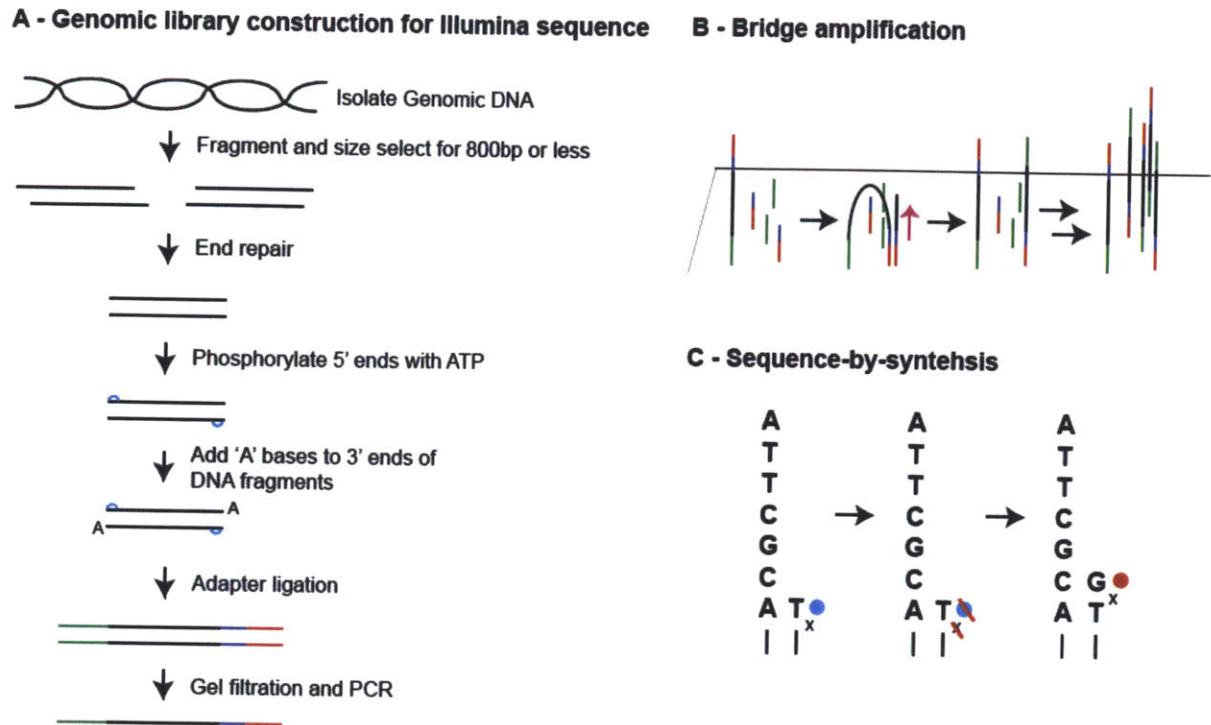 A - Genomic library construction for Illumina sequence
Isolate Genomic DNA
Fragment and size select for 800bp or less
End repair
Phosphorylate 5' ends with ATP
Add 'A' bases to 3' ends of
DNA fragments
A
A
Adapter ligation
Gel filtration and PCR
B - Bridge amplification
C - Sequence-by-syntehsis
A A A
T T T
T T T
C C C
G G G
C C C G
A T A T A T
x x x